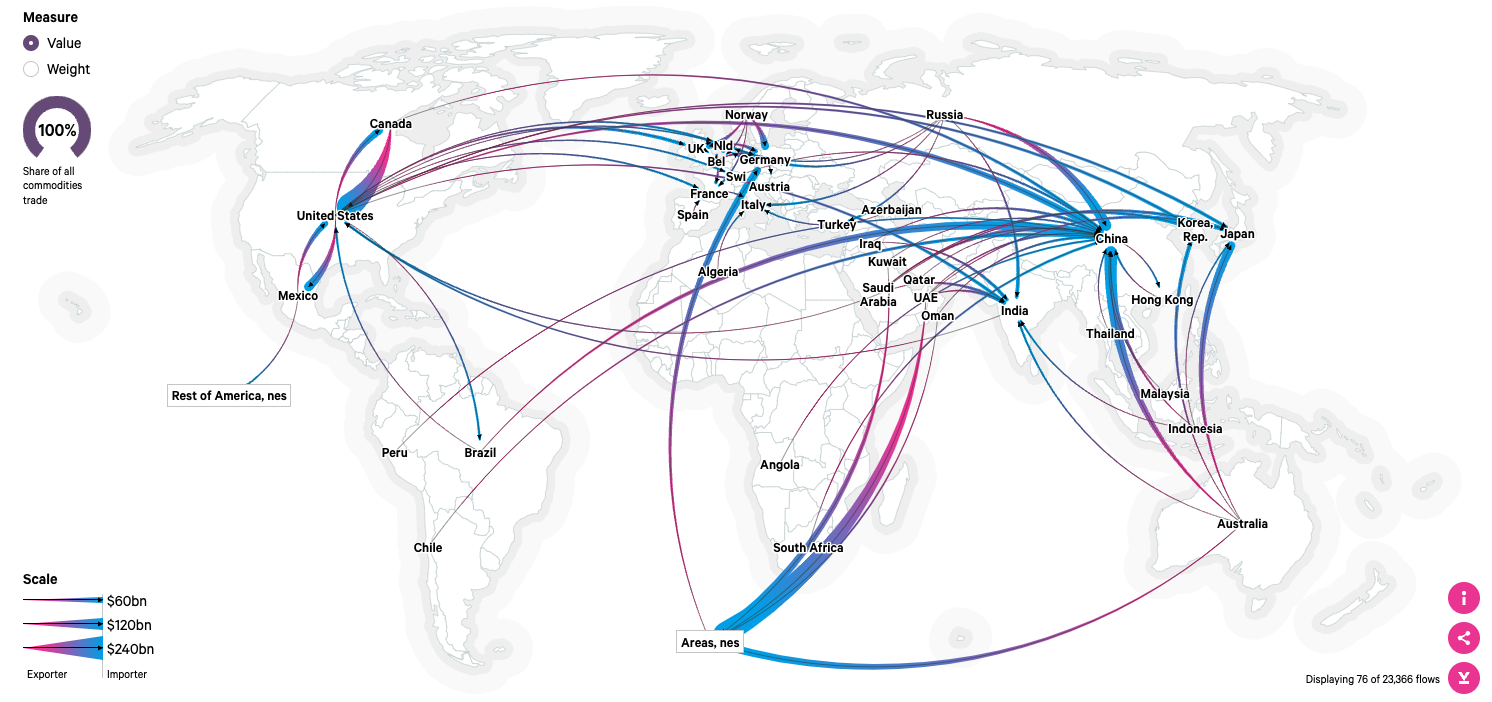 Measure
Value
Weight
100%
Share of all
commodities
trade
Canada
United States
Mexico
Rest of America, nes
Peru
Brazil
Chile
Norway
Russia
UK
Nld
Bel
Germany
Swi
Austria
France
Italy
Spain
Turkey
Azerbaijan
Iraq
Kuwait
Algeria
Qatar
Saudi
Arabia
UAE
Oman
China
Korea,
Rep.
Japan
Hong Kong
India
Thailand
Malaysia
Indonesia
Angola
South Africa
Australia
Areas, nes
Scale
$60bn
$120bn
$240bn
Exporter
Importer
Displaying 76 of 23,366 flows